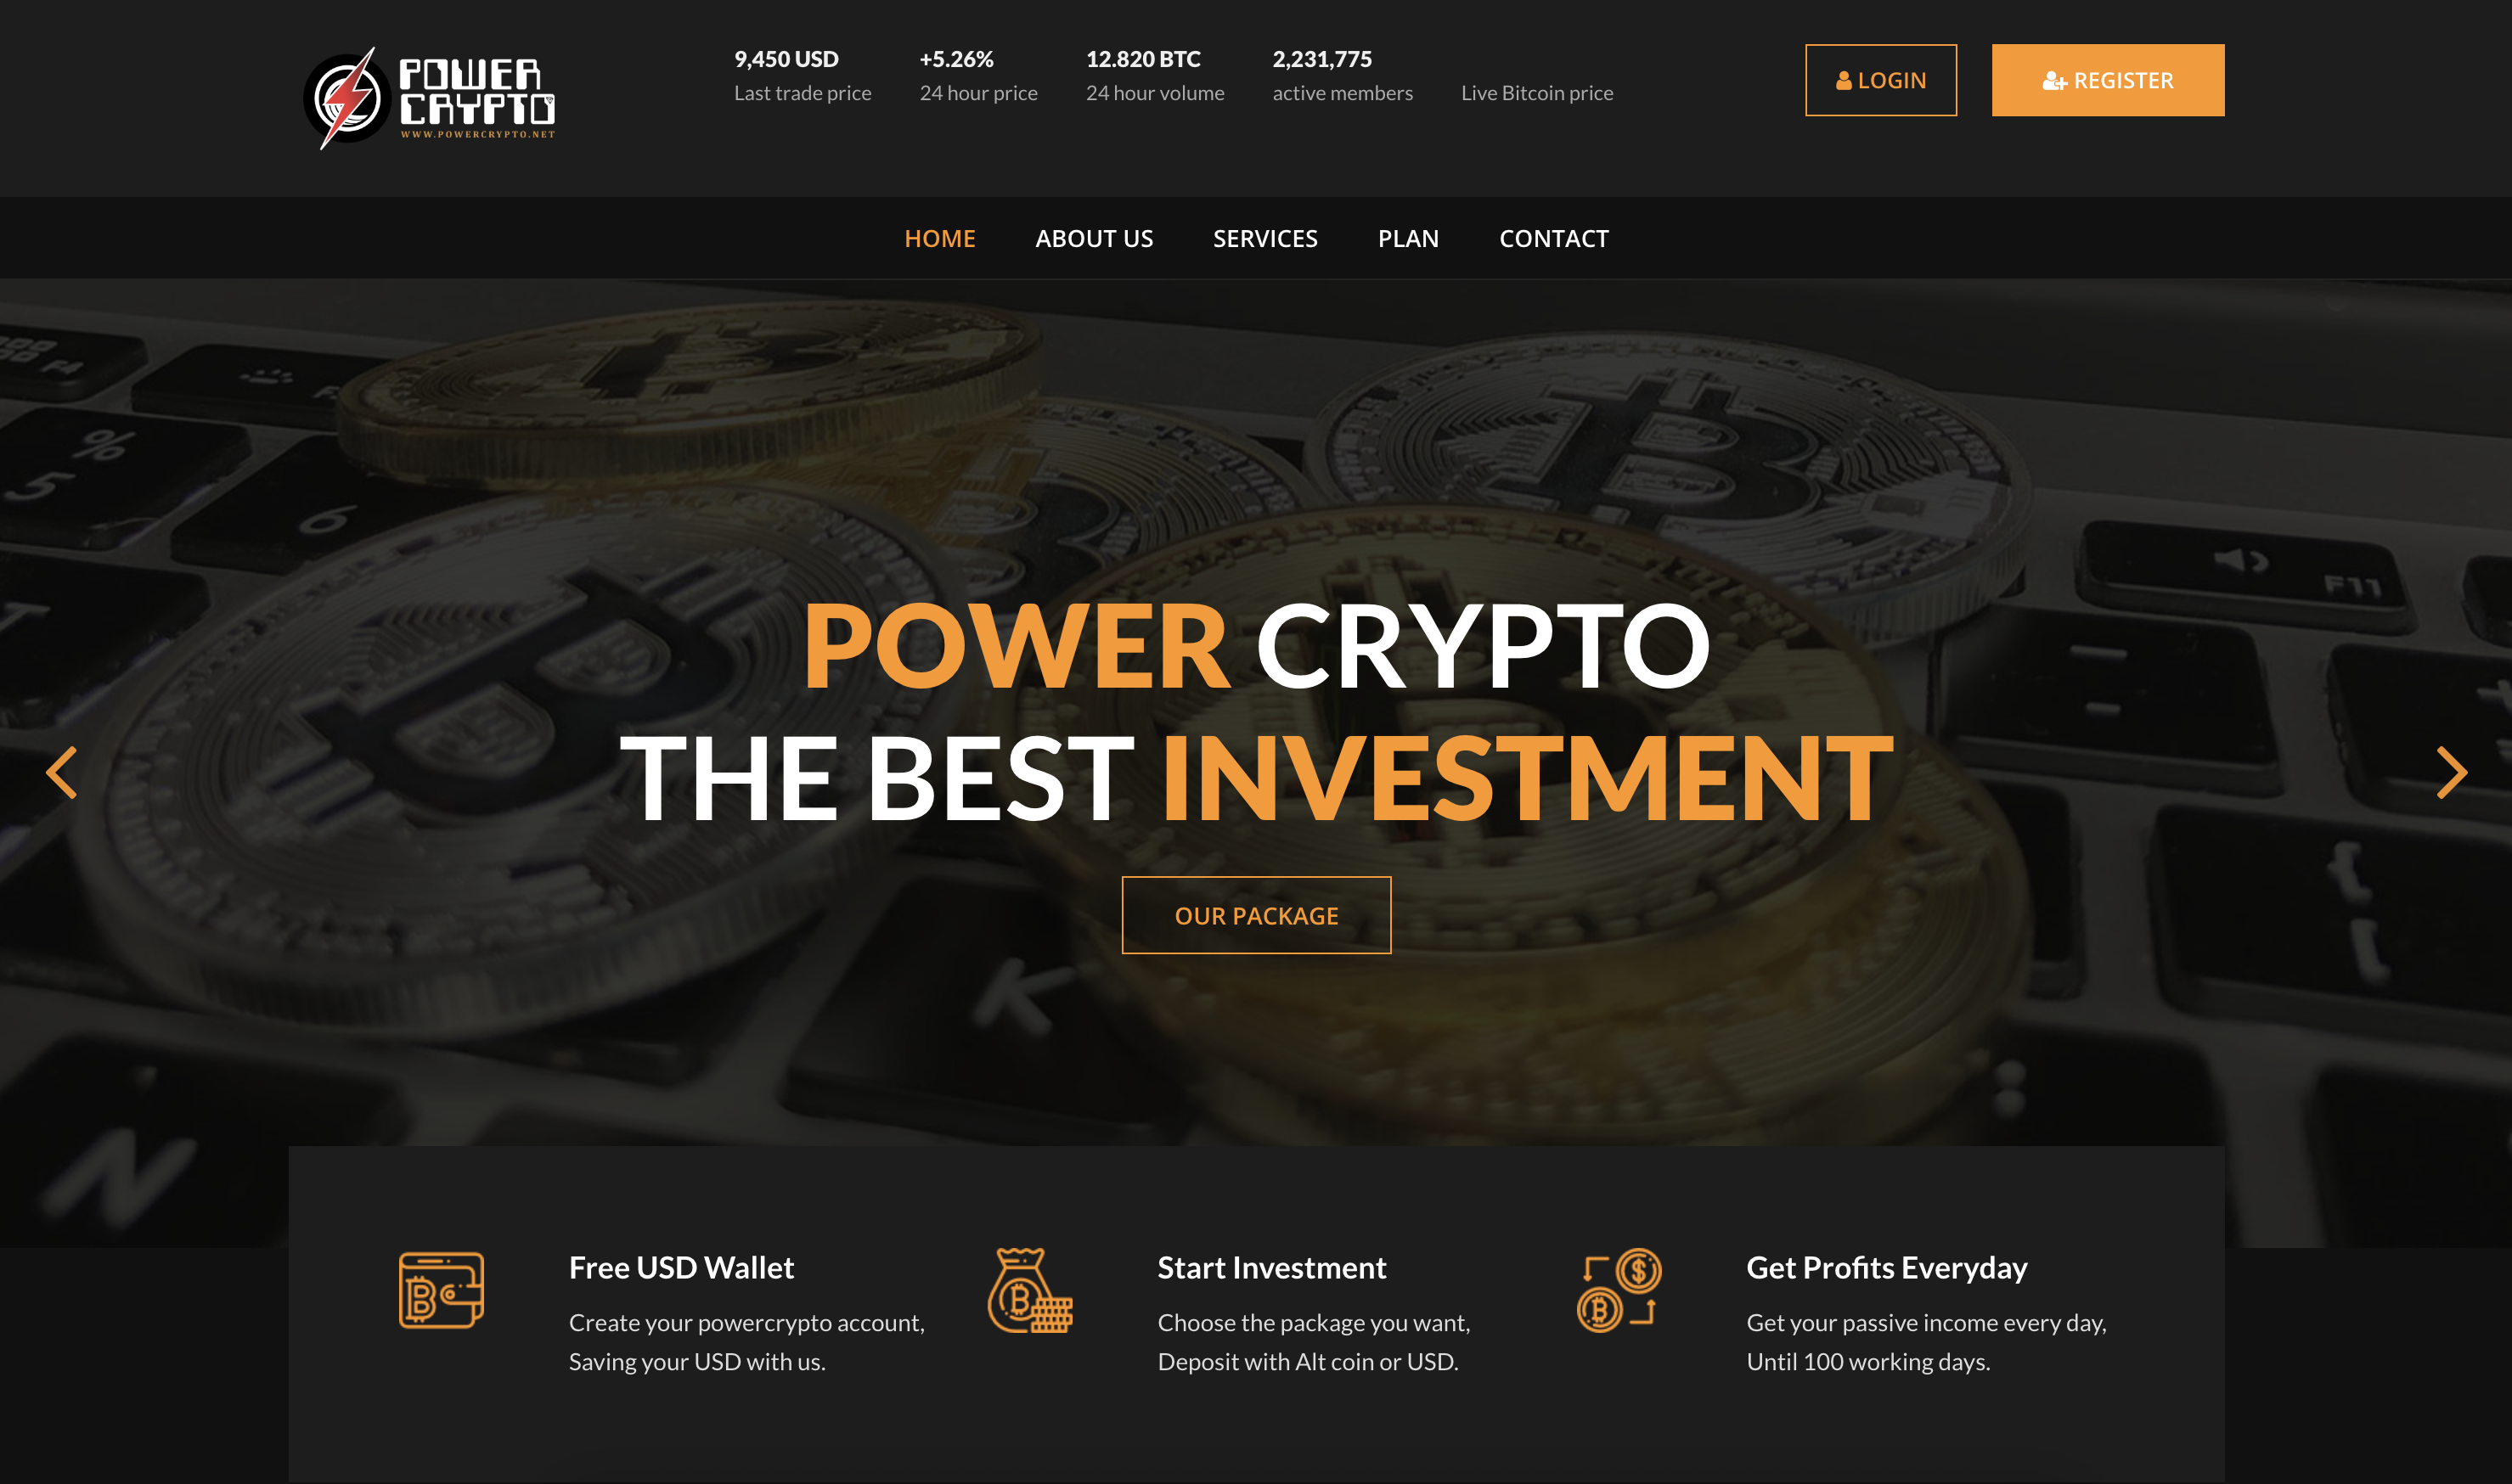 POWER
CRYPTO
WWW.POWERCRYPTO.NET
9,450 USD
Last trade price
+5.26%
24 hour price
12.820 BTC
24 hour volume
2,231,775
active members
Live Bitcoin price
LOGIN
REGISTER
HOME
ABOUT US
SERVICES
PLAN
CONTACT
F4
%
5
6
F11
POWER CRYPTO
THE BEST INVESTMENT
OUR PACKAGE
K
N
Free USD Wallet
Create your powercrypto account,
Saving your USD with us.
Start Investment
Choose the package you want,
Deposit with Alt coin or USD.
Get Profits Everyday
Get your passive income every day,
Until 100 working days.